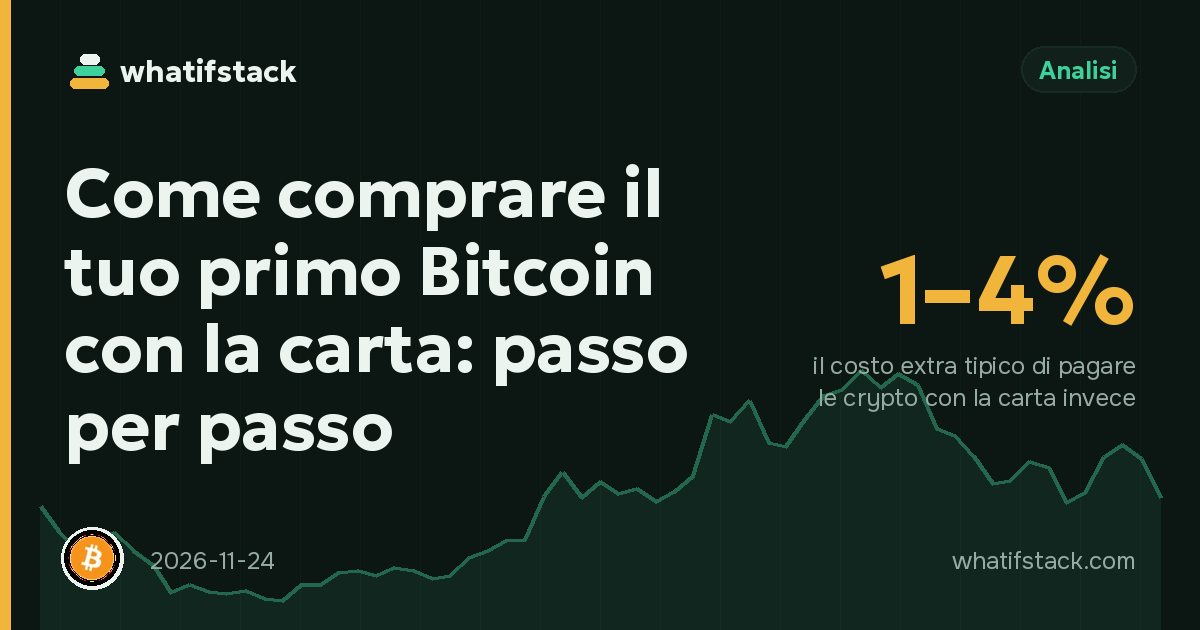 whatifstack
Analisi
Come comprare il
tuo primo Bitcoin
con la carta: passo
per passo
1–4%
il costo extra tipico di pagare
le crypto con la carta invece
2026-11-24
whatifstack.com